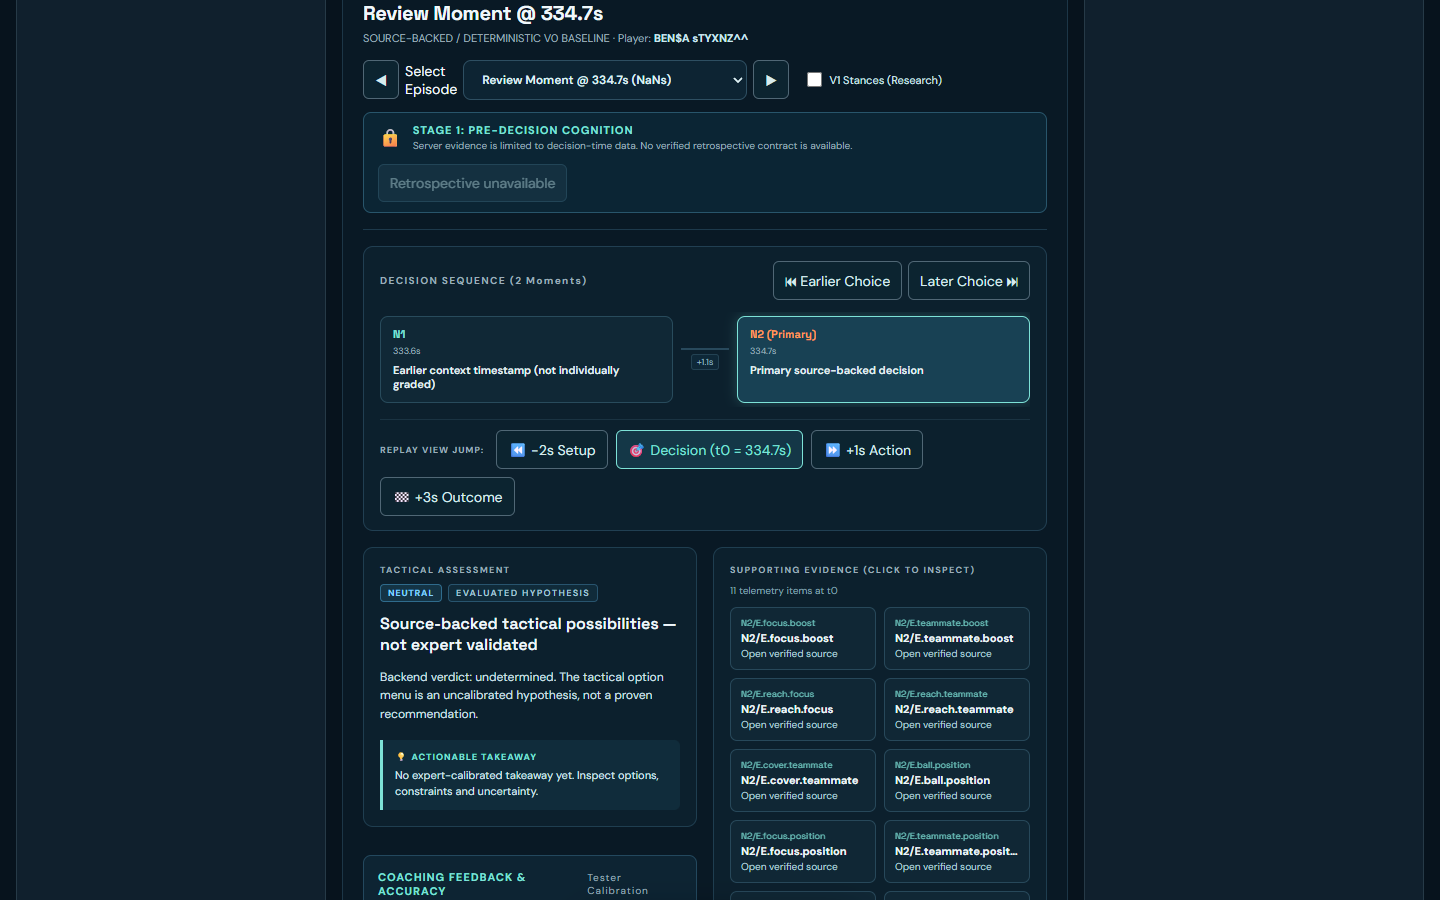 Review Moment @ 334.7s
SOURCE-BACKED / DETERMINISTIC V0 BASELINE · Player: BEN$A sTYXNZ^^
◀ Select Episode
Review Moment @ 334.7s (NaNs)
▶
V1 Stances (Research)
STAGE 1: PRE-DECISION COGNITION
Server evidence is limited to decision-time data. No verified retrospective contract is available.
Retrospective unavailable
DECISION SEQUENCE (2 Moments)
⏮ Earlier Choice
Later Choice ⏭
N1
333.6s
Earlier context timestamp (not individually
graded)
+1.1s
N2 (Primary)
334.7s
Primary source-backed decision
REPLAY VIEW JUMP:
⏪ -2s Setup
🎯 Decision (t0 = 334.7s)
⏩ +1s Action
🏁 +3s Outcome
TACTICAL ASSESSMENT
NEUTRAL
EVALUATED HYPOTHESIS
Source-backed tactical possibilities —
not expert validated
Backend verdict: undetermined. The tactical option
menu is an uncalibrated hypothesis, not a proven
recommendation.
💡 ACTIONABLE TAKEAWAY
No expert-calibrated takeaway yet. Inspect options,
constraints and uncertainty.
COACHING FEEDBACK &
ACCURACY
Tester
Calibration
SUPPORTING EVIDENCE (CLICK TO INSPECT)
11 telemetry items at t0
N2/E.focus.boost
N2/E.focus.boost
Open verified source
N2/E.teammate.boost
N2/E.teammate.boost
Open verified source
N2/E.reach.focus
N2/E.reach.focus
Open verified source
N2/E.reach.teammate
N2/E.reach.teammate
Open verified source
N2/E.cover.teammate
N2/E.cover.teammate
Open verified source
N2/E.ball.position
N2/E.ball.position
Open verified source
N2/E.focus.position
N2/E.focus.position
Open verified source
N2/E.teammate.position
N2/E.teammate.posit...
Open verified source